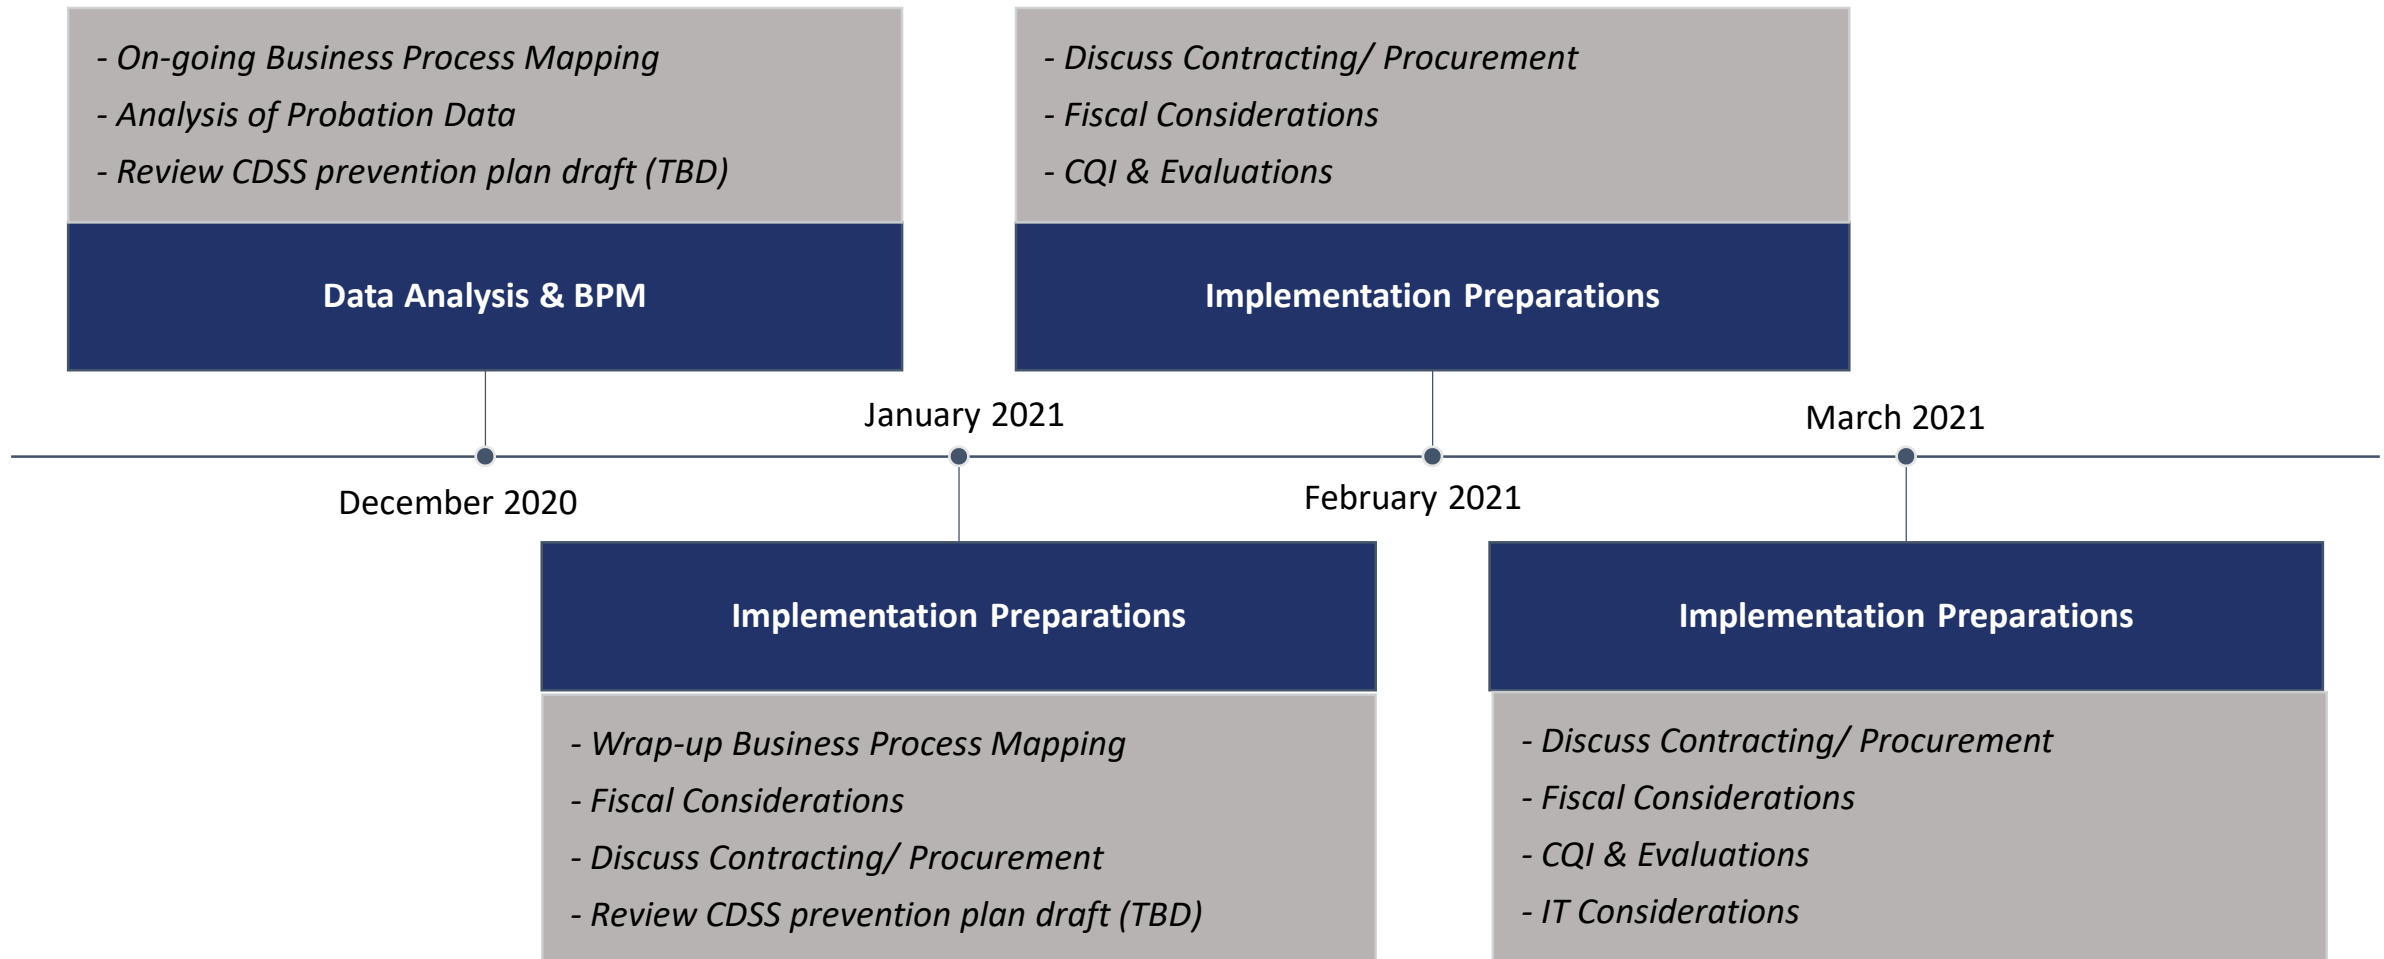 - On-going Business Process Mapping
- Analysis of Probation Data
- Review CDSS prevention plan draft (TBD)
Data Analysis & BPM
December 2020
January 2021
Implementation Preparations
- Wrap-up Business Process Mapping
- Fiscal Considerations
- Discuss Contracting/ Procurement
- Review CDSS prevention plan draft (TBD)
- Discuss Contracting/ Procurement
- Fiscal Considerations
- CQI & Evaluations
Implementation Preparations
February 2021
March 2021
Implementation Preparations
- Discuss Contracting/ Procurement
- Fiscal Considerations
- CQI & Evaluations
- IT Considerations